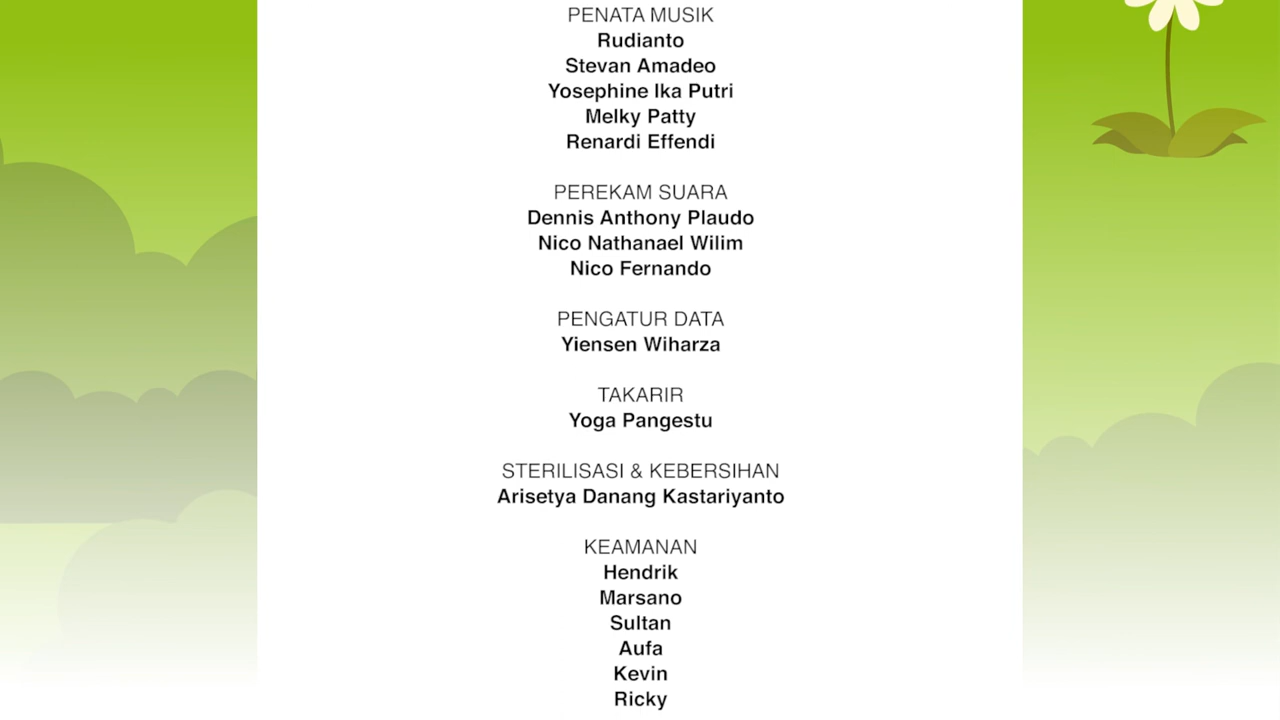 PENATA MUSIK
Rudianto
Stevan Amadeo
Yosephine Ika Putri
Melky Patty
Renardi Effendi
PEREKAM SUARA
Dennis Anthony Plaudo
Nico Nathanael Wilim
Nico Fernando
PENGATUR DATA
Yiensen Wiharza
TAKARIR
Yoga Pangestu
STERILISASI & KEBERSIHAN
Arisetya Danang Kastariyanto
KEAMANAN
Hendrik
Marsano
Sultan
Aufa
Kevin
Ricky